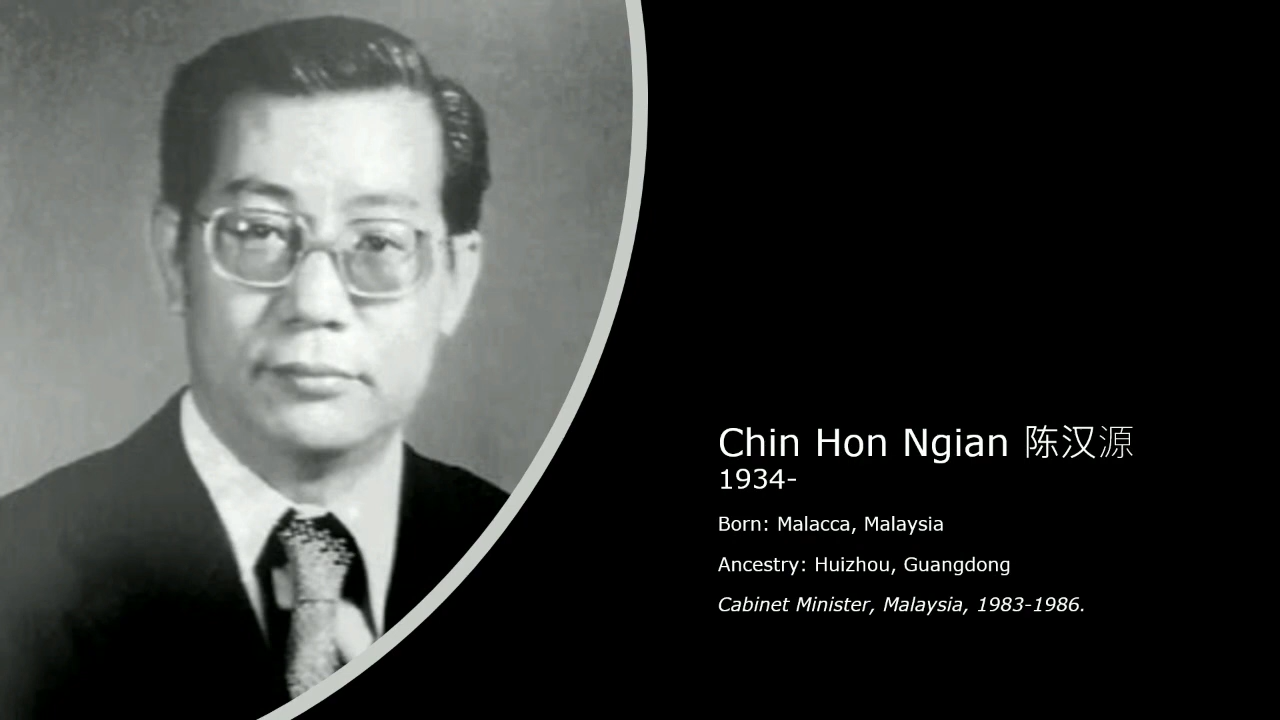 Chin Hon Ngian 陈汉源
1934-
Born: Malacca, Malaysia
Ancestry: Huizhou, Guangdong
Cabinet Minister, Malaysia, 1983-1986.